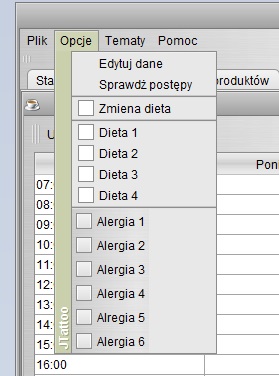 Plik Opcje Tematy Pomoc
Edytuj dane
Sprawdź postępy
Sta
produktów
Zmiena dieta
U
Dieta 1
Dieta 2
Dieta 3
Dieta 4
Pon
07:
08:
09:
10:
11:
12:
13:
14:
15:
16:00
Alergia 1
Alergia 2
Alergia 3
Alergia 4
Alregia 5
Alergia 6
JTattoo